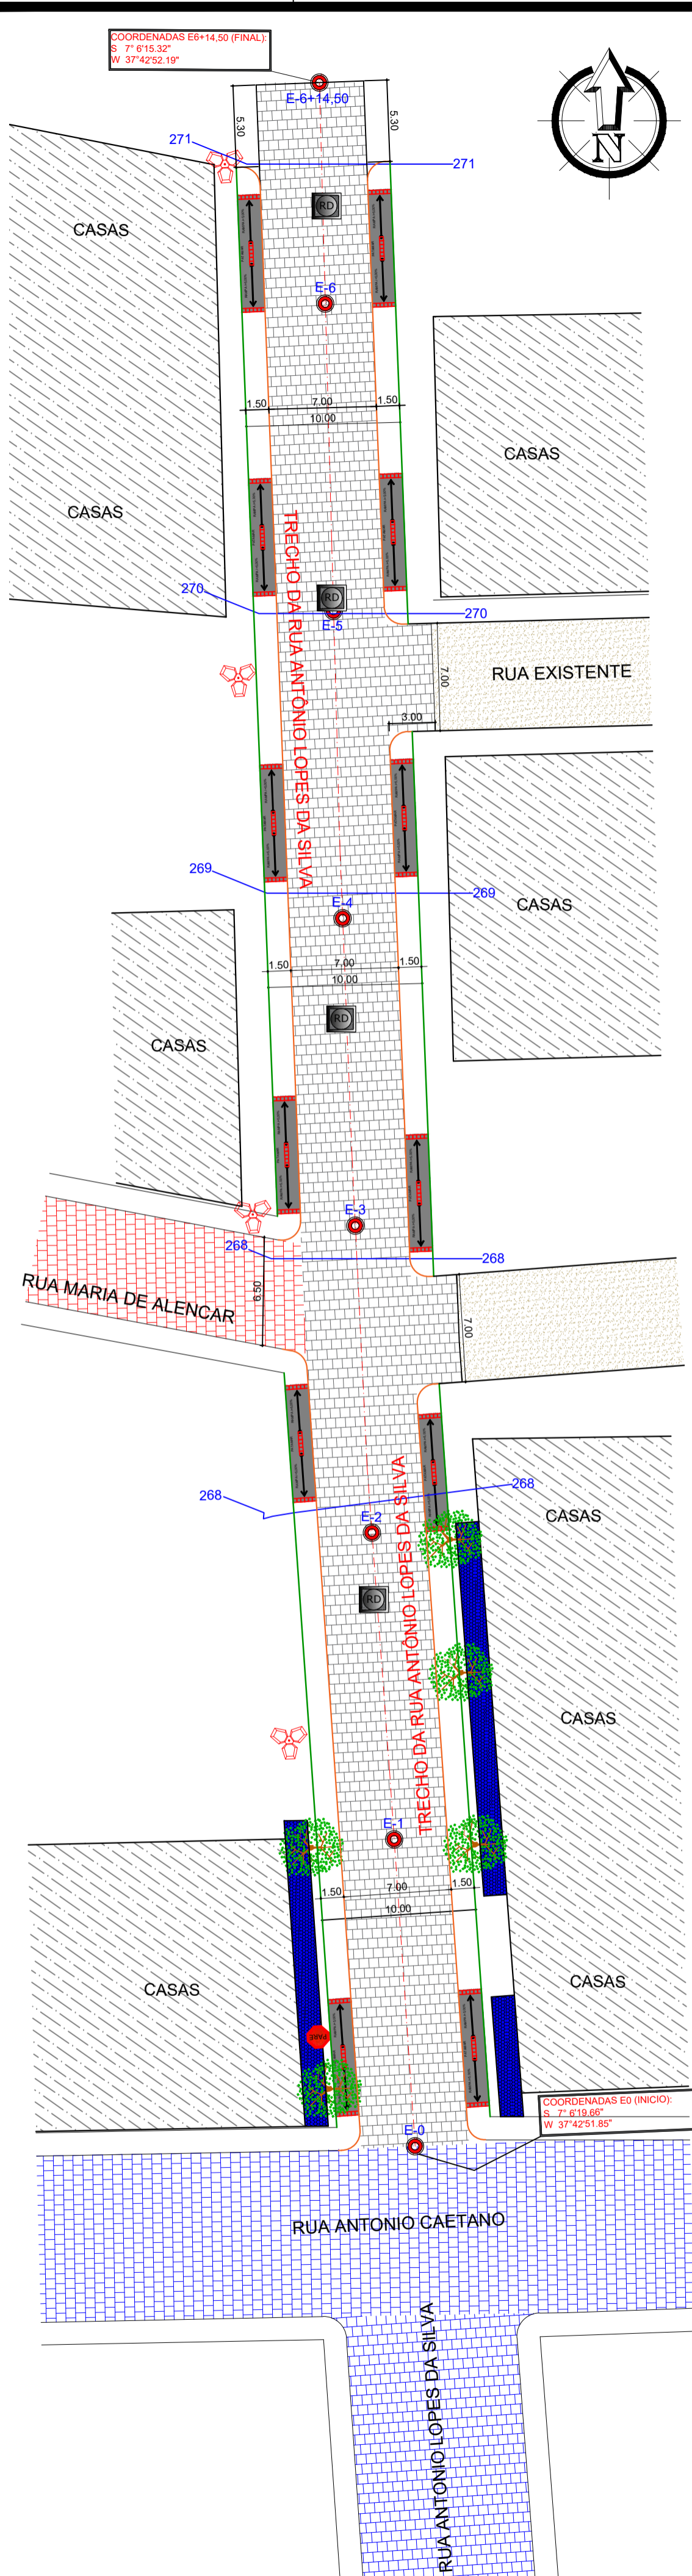 COORDENADAS E6+14,50 (FINAL):
S 7° 6'15.32"
W 37°42'52.19"
E-6+14,50
5.30
5.30
N
271
271
RD
CASAS
E-6
1.50
7.00
1.50
10.00
CASAS
CASAS
TRECHO DA RUA ANTÔNIO LOPES DA SILVA
270
RD
270
E-5
RUA EXISTENTE
7.00
3.00
269
269
E-4
CASAS
1.50
7.00
1.50
10.00
RD
CASAS
E-3
268
268
6.50
RUA MARIA DE ALENCAR
7.00
268
268
E-2
CASAS
TRECHO DA RUA ANTÔNIO LOPES DA SILVA
RD
CASAS
E-1
1.50
7.00
1.50
10.00
CASAS
CASAS
PARE
COORDENADAS E0 (INICIO):
S 7° 6'19.66"
W 37°42'51.85"
E-0
RUA ANTONIO CAETANO
RUA ANTONIO LOPES DA SILVA